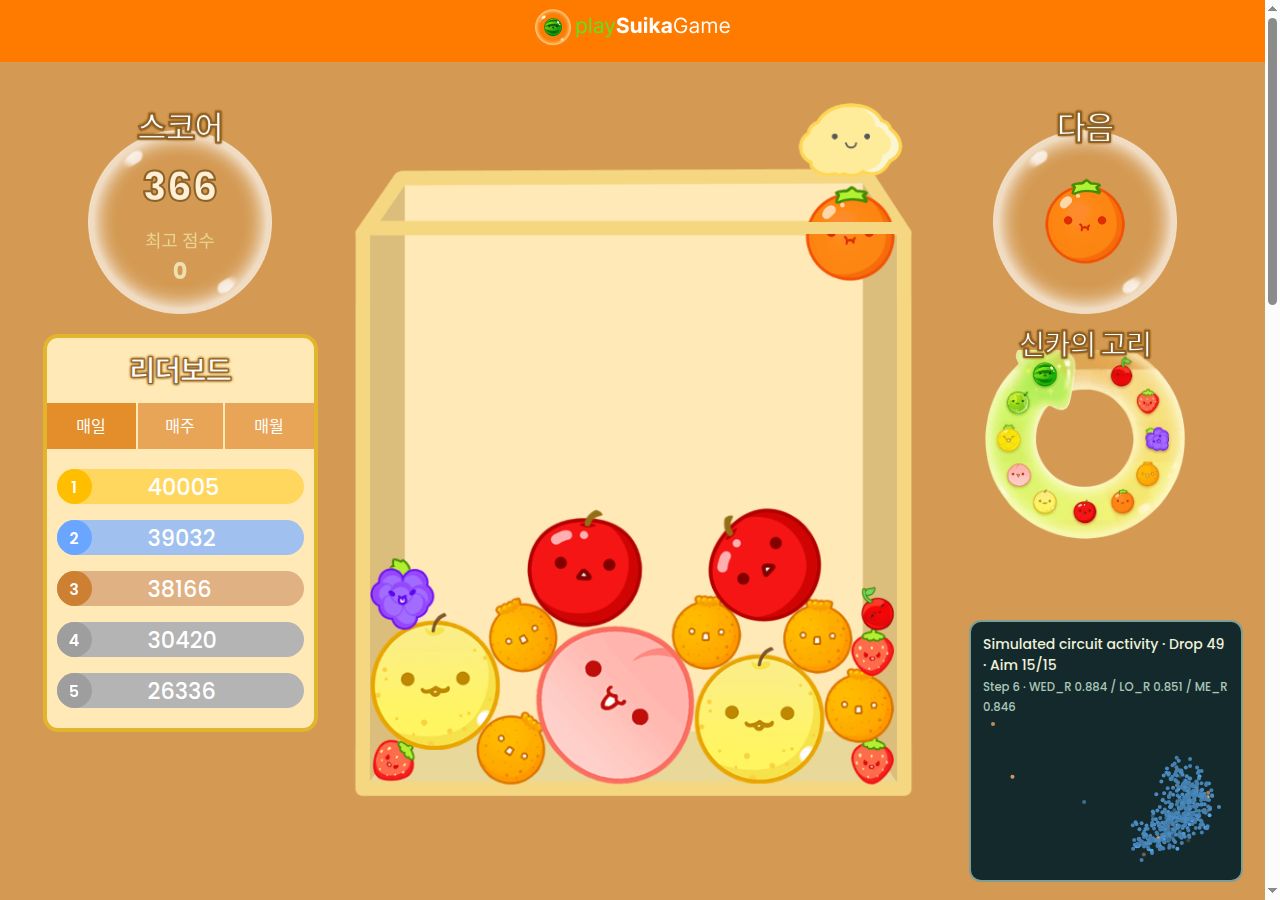 playSuikaGame
스코어
366
최고 점수
0
다음
신카의 고리
리더보드
매일 매주 매월
1 40005
2 39032
3 38166
4 30420
5 26336
Simulated circuit activity · Drop 49
· Aim 15/15
Step 6 · WED_R 0.884 / LO_R 0.851 / ME_R
0.846